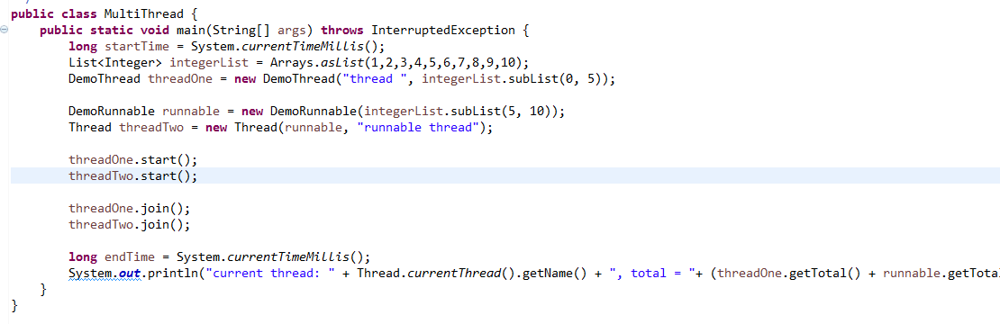 public class MultiThread {
    public static void main(String[] args) throws InterruptedException {
        long startTime = System.currentTimeMillis();
        List<Integer> integerList = Arrays.asList(1,2,3,4,5,6,7,8,9,10);
        DemoThread threadOne = new DemoThread("thread ", integerList.subList(0, 5));

        DemoRunnable runnable = new DemoRunnable(integerList.subList(5, 10));
        Thread threadTwo = new Thread(runnable, "runnable thread");

        threadOne.start();
        threadTwo.start();

        threadOne.join();
        threadTwo.join();

        long endTime = System.currentTimeMillis();
        System.out.println("current thread: " + Thread.currentThread().getName() + ", total = "+ (threadOne.getTotal() + runnable.getTota
    }
}